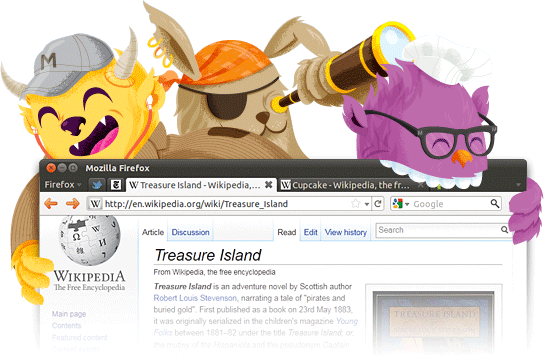 M
Mozilla Firefox
Firefox
Treasure Island - Wikipedia,...
Cupcake - Wikipedia, the fr...
http://en.wikipedia.org/wiki/Treasure_Island
Google
Article Discussion Read Edit View history Search
WIKIPEDIA
The Free Encyclopedia
Main page
Contents
Featured content
Treasure Island
From Wikipedia, the free encyclopedia
Treasure Island is an adventure novel by Scottish author
Robert Louis Stevenson, narrating a tale of "pirates and
buried gold". First published as a book on 23rd May 1883,
it was originally serialized in the children's magazine Young
Folks between 1881–82 under the title Treasure Island; or,
TREASURE ISLAND